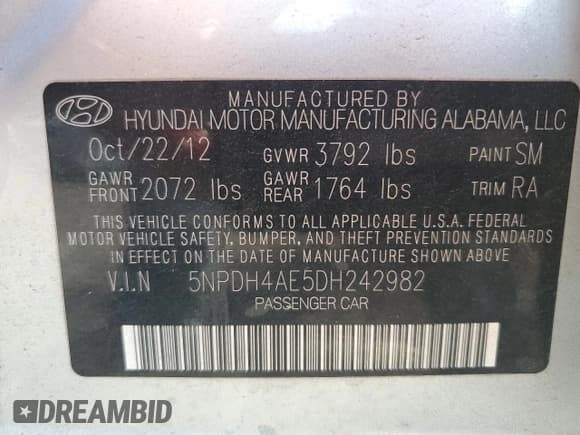 MANUFACTURED BY
HYUNDAI MOTOR MANUFACTURING ALABAMA, LLC
Oct/22/12 GVWR 3792 lbs PAINT SM
GAWR FRONT 2072 lbs GAWR REAR 1764 lbs TRIM RA
THIS VEHICLE CONFORMS TO ALL APPLICABLE U.S.A. FEDERAL
MOTOR VEHICLE SAFETY, BUMPER, AND THEFT PREVENTION STANDARDS
IN EFFECT ON THE DATE OF MANUFACTURE SHOWN ABOVE.
V.I.N 5NPDH4AE5DH242982
PASSENGER CAR
DREAMBID